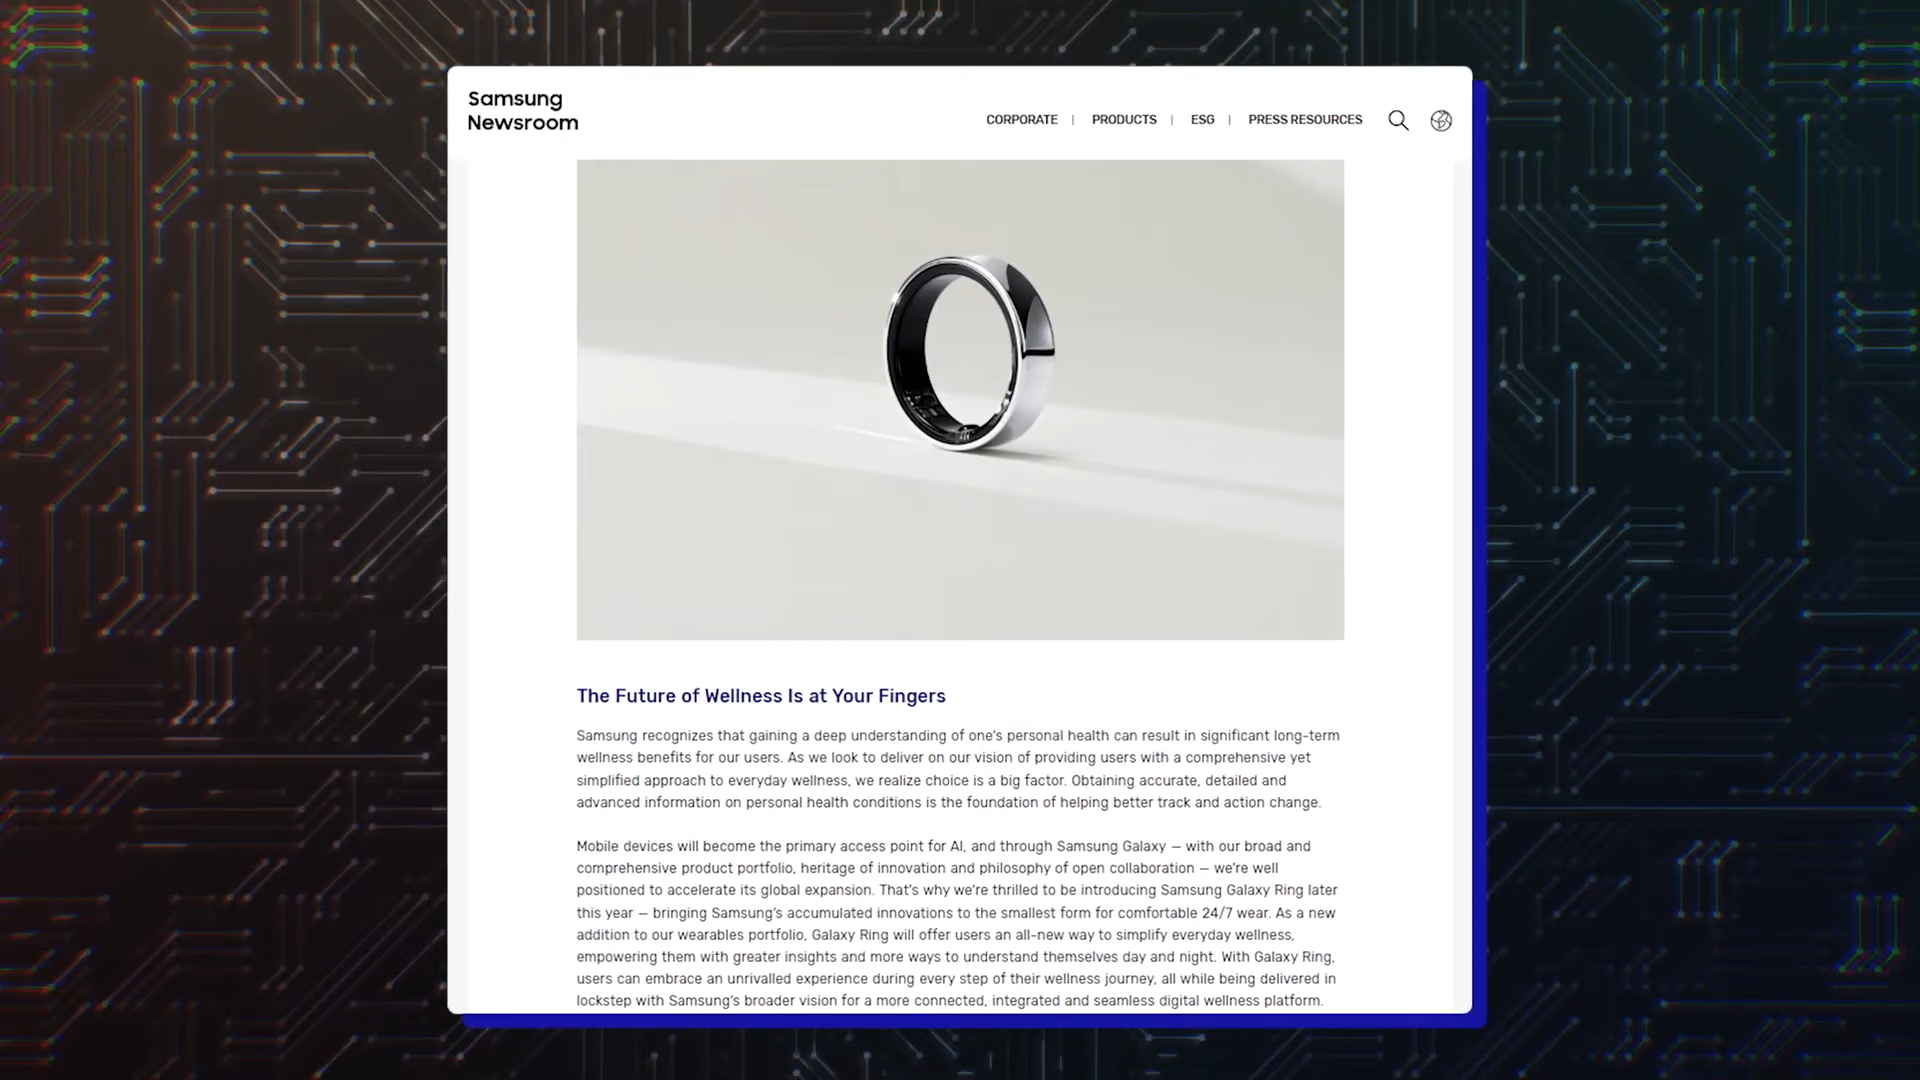 Samsung
Newsroom
CORPORATE | PRODUCTS | ESG | PRESS RESOURCES
The Future of Wellness Is at Your Fingers
Samsung recognizes that gaining a deep understanding of one's personal health can result in significant long-term
wellness benefits for our users. As we look to deliver on our vision of providing users with a comprehensive yet
simplified approach to everyday wellness, we realize choice is a big factor. Obtaining accurate, detailed and
advanced information on personal health conditions is the foundation of helping better track and action change.
Mobile devices will become the primary access point for AI, and through Samsung Galaxy — with our broad and
comprehensive product portfolio, heritage of innovation and philosophy of open collaboration — we're well
positioned to accelerate its global expansion. That's why we're thrilled to be introducing Samsung Galaxy Ring later
this year — bringing Samsung's accumulated innovations to the smallest form for comfortable 24/7 wear. As a new
addition to our wearables portfolio, Galaxy Ring will offer users an all-new way to simplify everyday wellness,
empowering them with greater insights and more ways to understand themselves day and night. With Galaxy Ring,
users can embrace an unrivalled experience during every step of their wellness journey, all while being delivered in
lockstep with Samsung's broader vision for a more connected, integrated and seamless digital wellness platform.